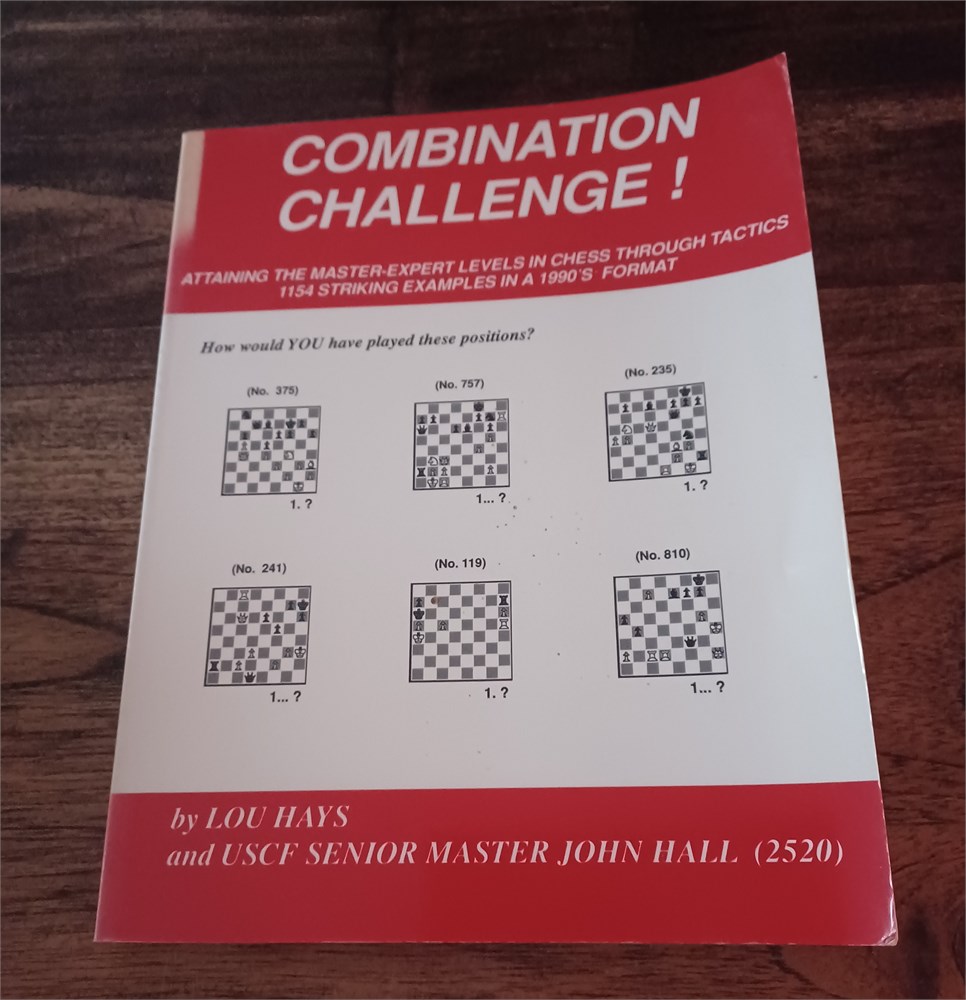 COMBINATION
CHALLENGE !
ATTAINING THE MASTER-EXPERT LEVELS IN CHESS THROUGH TACTICS
1154 STRIKING EXAMPLES IN A 1990'S FORMAT
How would YOU have played these positions?
(No. 375)
(No. 757)
(No. 235)
1. ?
1... ?
1. ?
(No. 241)
(No. 119)
(No. 810)
1... ?
1. ?
1... ?
by LOU HAYS
and USCF SENIOR MASTER JOHN HALL (2520)